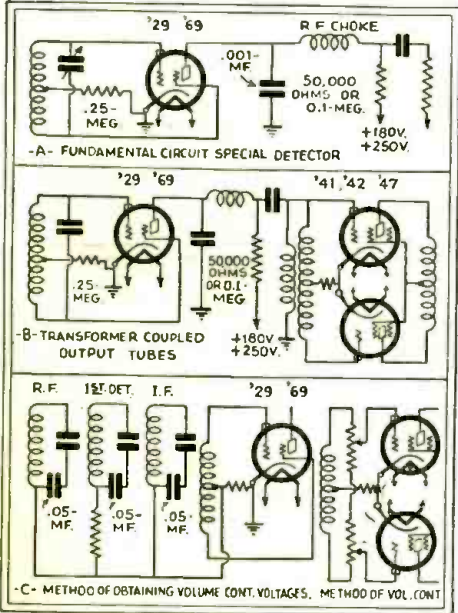 '29 '69
R.F. CHOKE
.001-
MF.
.25-
MEG.
50,000
OHMS OR
0.1-MEG.
+180V.
+250V.
-A- FUNDAMENTAL CIRCUIT SPECIAL DETECTOR
'29 '69
'41, '42 '47
.25-
MEG.
50,000
OHMS
OR 0.1-
MEG.
+180V.
+250V.
-B- TRANSFORMER COUPLED
OUTPUT TUBES
R.F. 1ST. DET. I.F. '29 '69
.05-
MF.
.05-
MF.
.05-
MF.
-C- METHOD OF OBTAINING VOLUME CONT. VOLTAGES. METHOD OF VOL. CONT